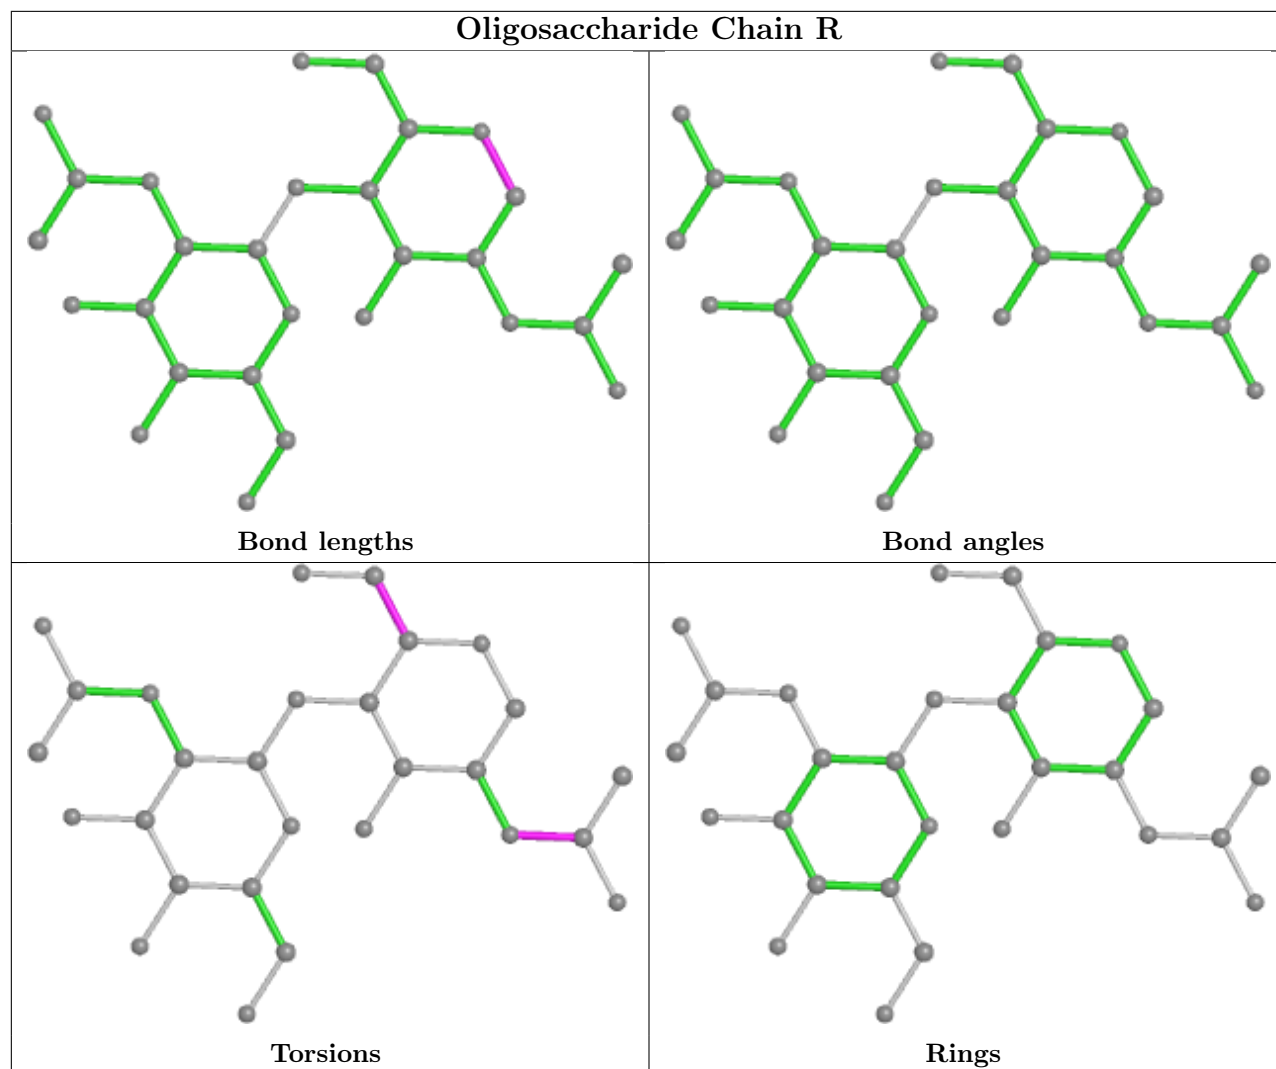 Oligosaccharide Chain R
Bond lengths
Bond angles
Torsions
Rings